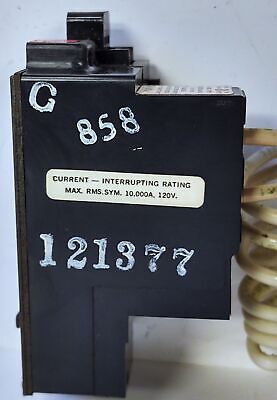 C
858
CURRENT — INTERRUPTING RATING
MAX. RMS. SYM. 10,000A, 120V.
121377